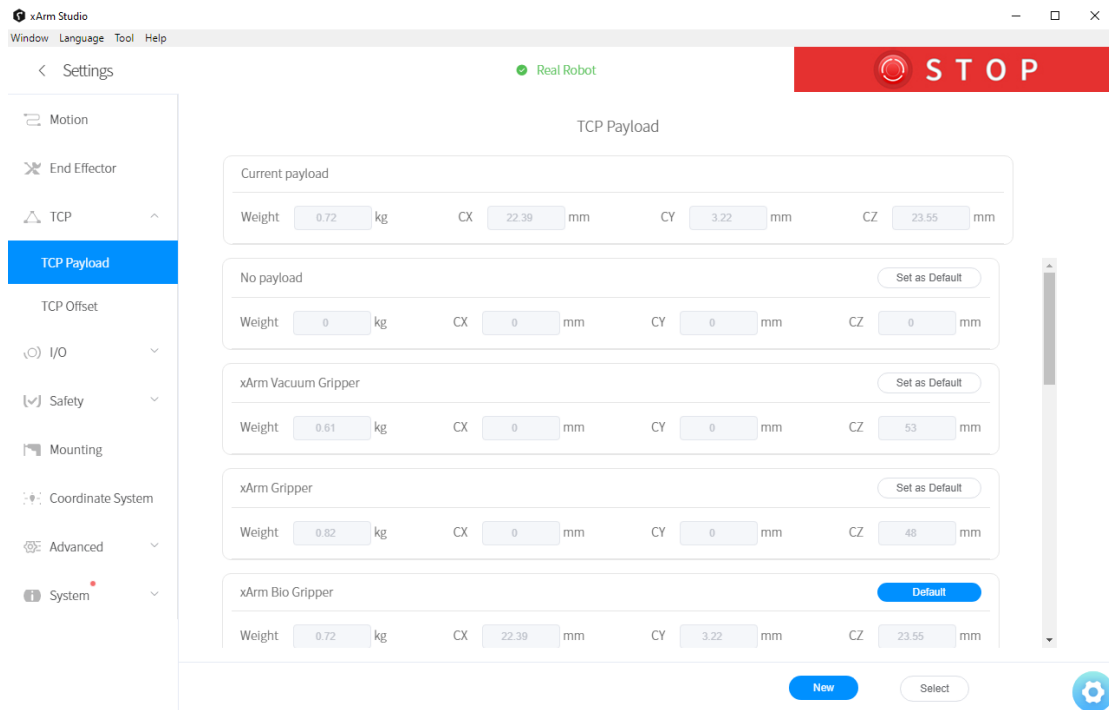 xArm Studio
Window Language Tool Help
Settings
Real Robot
STOP
Motion
End Effector
TCP
TCP Payload
TCP Offset
I/O
Safety
Mounting
Coordinate System
Advanced
System
TCP Payload
Current payload
Weight 0.72 kg CX 22.39 mm CY 3.22 mm CZ 23.55 mm
No payload Set as Default
Weight 0 kg CX 0 mm CY 0 mm CZ 0 mm
xArm Vacuum Gripper Set as Default
Weight 0.61 kg CX 0 mm CY 0 mm CZ 53 mm
xArm Gripper Set as Default
Weight 0.82 kg CX 0 mm CY 0 mm CZ 48 mm
xArm Bio Gripper Default
Weight 0.72 kg CX 22.39 mm CY 3.22 mm CZ 23.55 mm
New Select